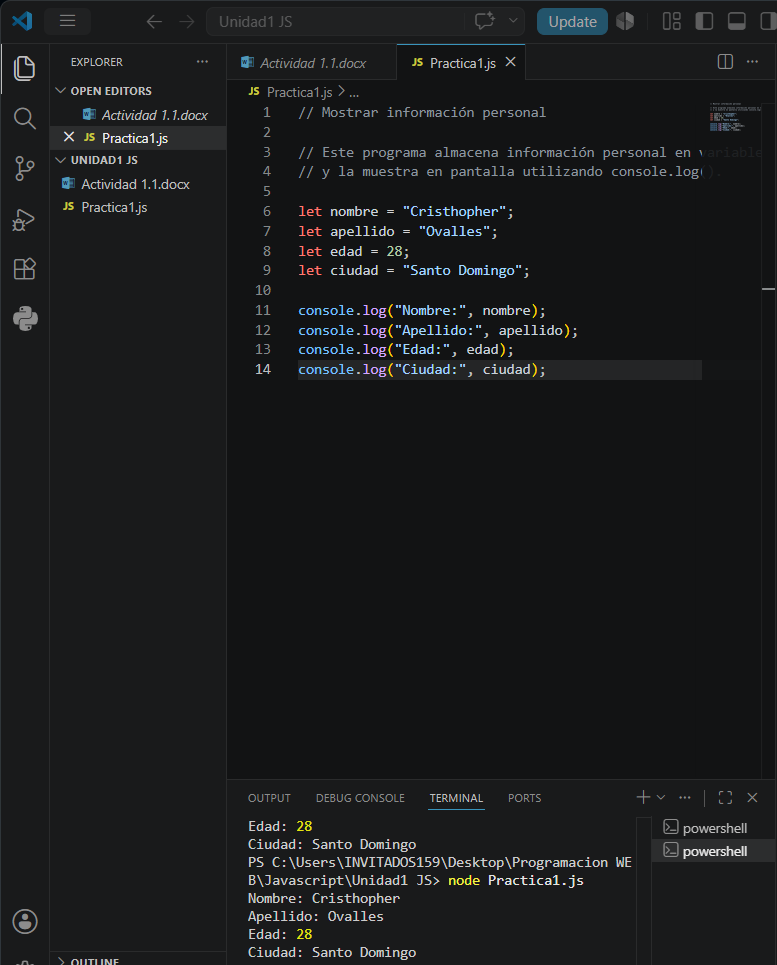 Unidad1 JS
Update
EXPLORER
OPEN EDITORS
Actividad 1.1.docx
JS Practica1.js
UNIDAD1 JS
Actividad 1.1.docx
JS Practica1.js
OUTLINE
Actividad 1.1.docx
JS Practica1.js
JS Practica1.js > ...
1 // Mostrar información personal
2
3 // Este programa almacena información personal en variable
4 // y la muestra en pantalla utilizando console.log().
5
6 let nombre = "Cristhopher";
7 let apellido = "Ovalles";
8 let edad = 28;
9 let ciudad = "Santo Domingo";
10
11 console.log("Nombre:", nombre);
12 console.log("Apellido:", apellido);
13 console.log("Edad:", edad);
14 console.log("Ciudad:", ciudad);
OUTPUT DEBUG CONSOLE TERMINAL PORTS
Edad: 28
Ciudad: Santo Domingo
PS C:\Users\INVITADOS159\Desktop\Programacion WE
B\Javascript\Unidad1 JS> node Practica1.js
Nombre: Cristhopher
Apellido: Ovalles
Edad: 28
Ciudad: Santo Domingo
powershell
powershell